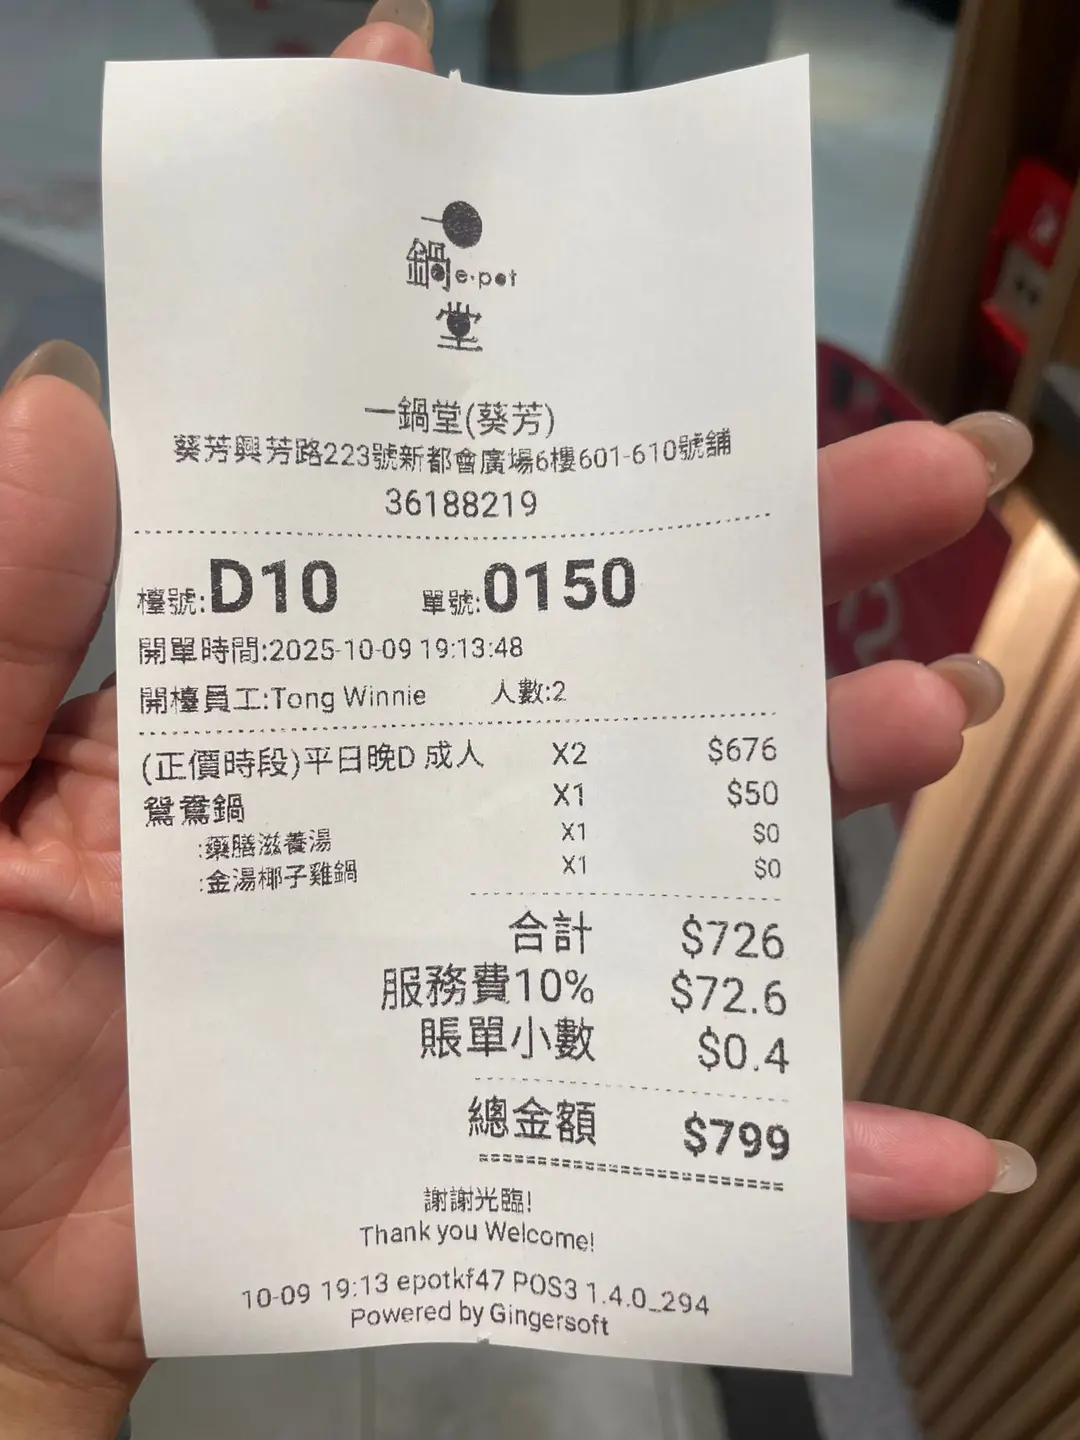 一
鍋 e·pot
堂
一鍋堂(葵芳)
葵芳興芳路223號新都會廣場6樓601-610號舖
36188219
檯號:D10 單號:0150
開單時間:2025-10-09 19:13:48
開檯員工:Tong Winnie 人數:2
(正價時段)平日晚D 成人 X2 $676
鴛鴦鍋 X1 $50
:藥膳滋養湯 X1 $0
:金湯椰子雞鍋 X1 $0
合計 $726
服務費10% $72.6
賬單小數 $0.4
總金額 $799
謝謝光臨!
Thank you Welcome!
10-09 19:13 epotkf47 POS3 1.4.0_294
Powered by Gingersoft